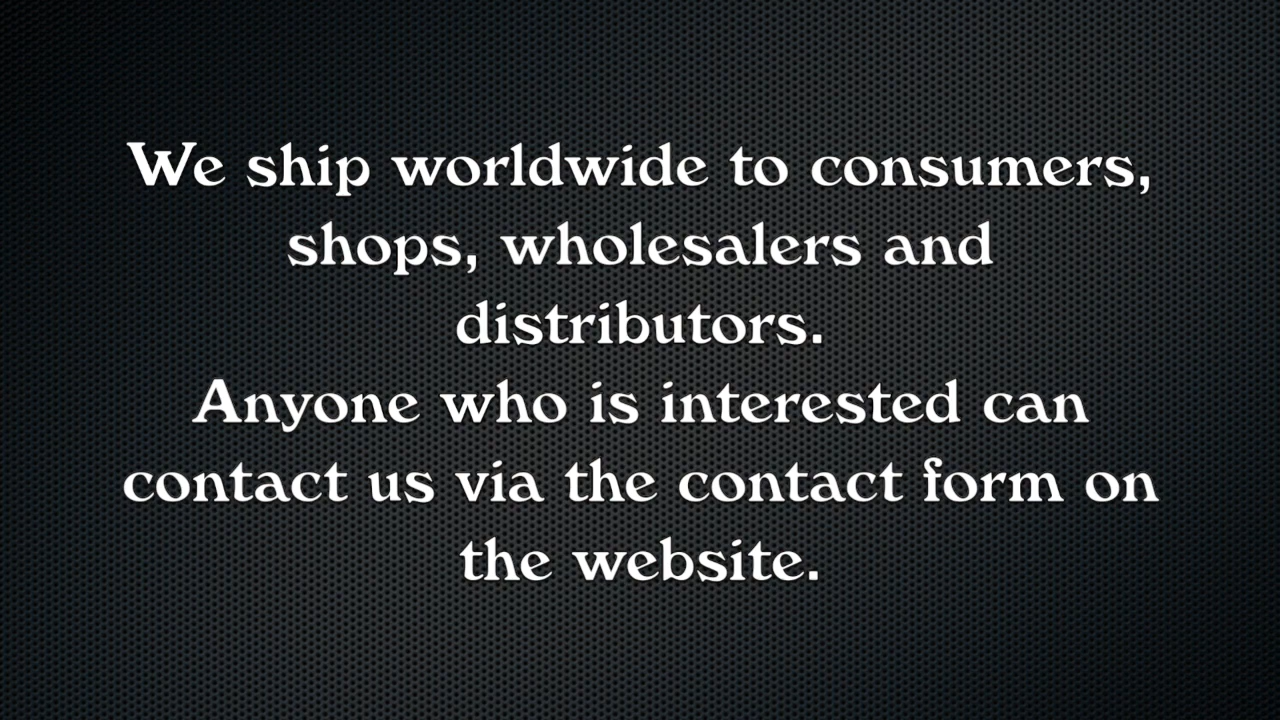 We ship worldwide to consumers,
shops, wholesalers and
distributors.
Anyone who is interested can
contact us via the contact form on
the website.